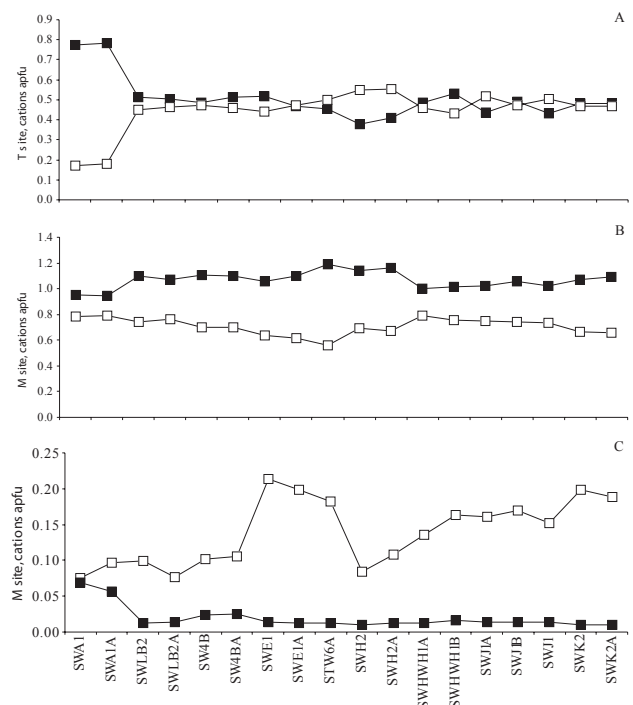 A
T site, cations apfu
0.9
0.8
0.7
0.6
0.5
0.4
0.3
0.2
0.1
0.0
B
M site, cations apfu
1.4
1.2
1.0
0.8
0.6
0.4
0.2
0.0
C
M site, cations apfu
0.25
0.20
0.15
0.10
0.05
0.00
SWA1
SWA1A
SWLB2
SWLB2A
SW4B
SW4BA
SWE1
SWE1A
STW6A
SWH2
SWH2A
SWHWH1A
SWHWH1B
SWJ1A
SWJ1B
SWJ1
SWK2
SWK2A